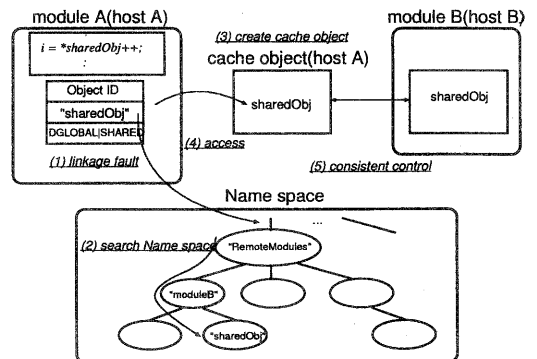 module A(host A)
module B(host B)
(3) create cache object
i = *sharedObj++;
:
cache object(host A)
Object ID
"sharedObj"
DGLOBAL|SHARED
sharedObj
sharedObj
(4) access
(1) linkage fault
(5) consistent control
Name space
...
(2) search Name space
"RemoteModules"
"moduleB"
"sharedObj"